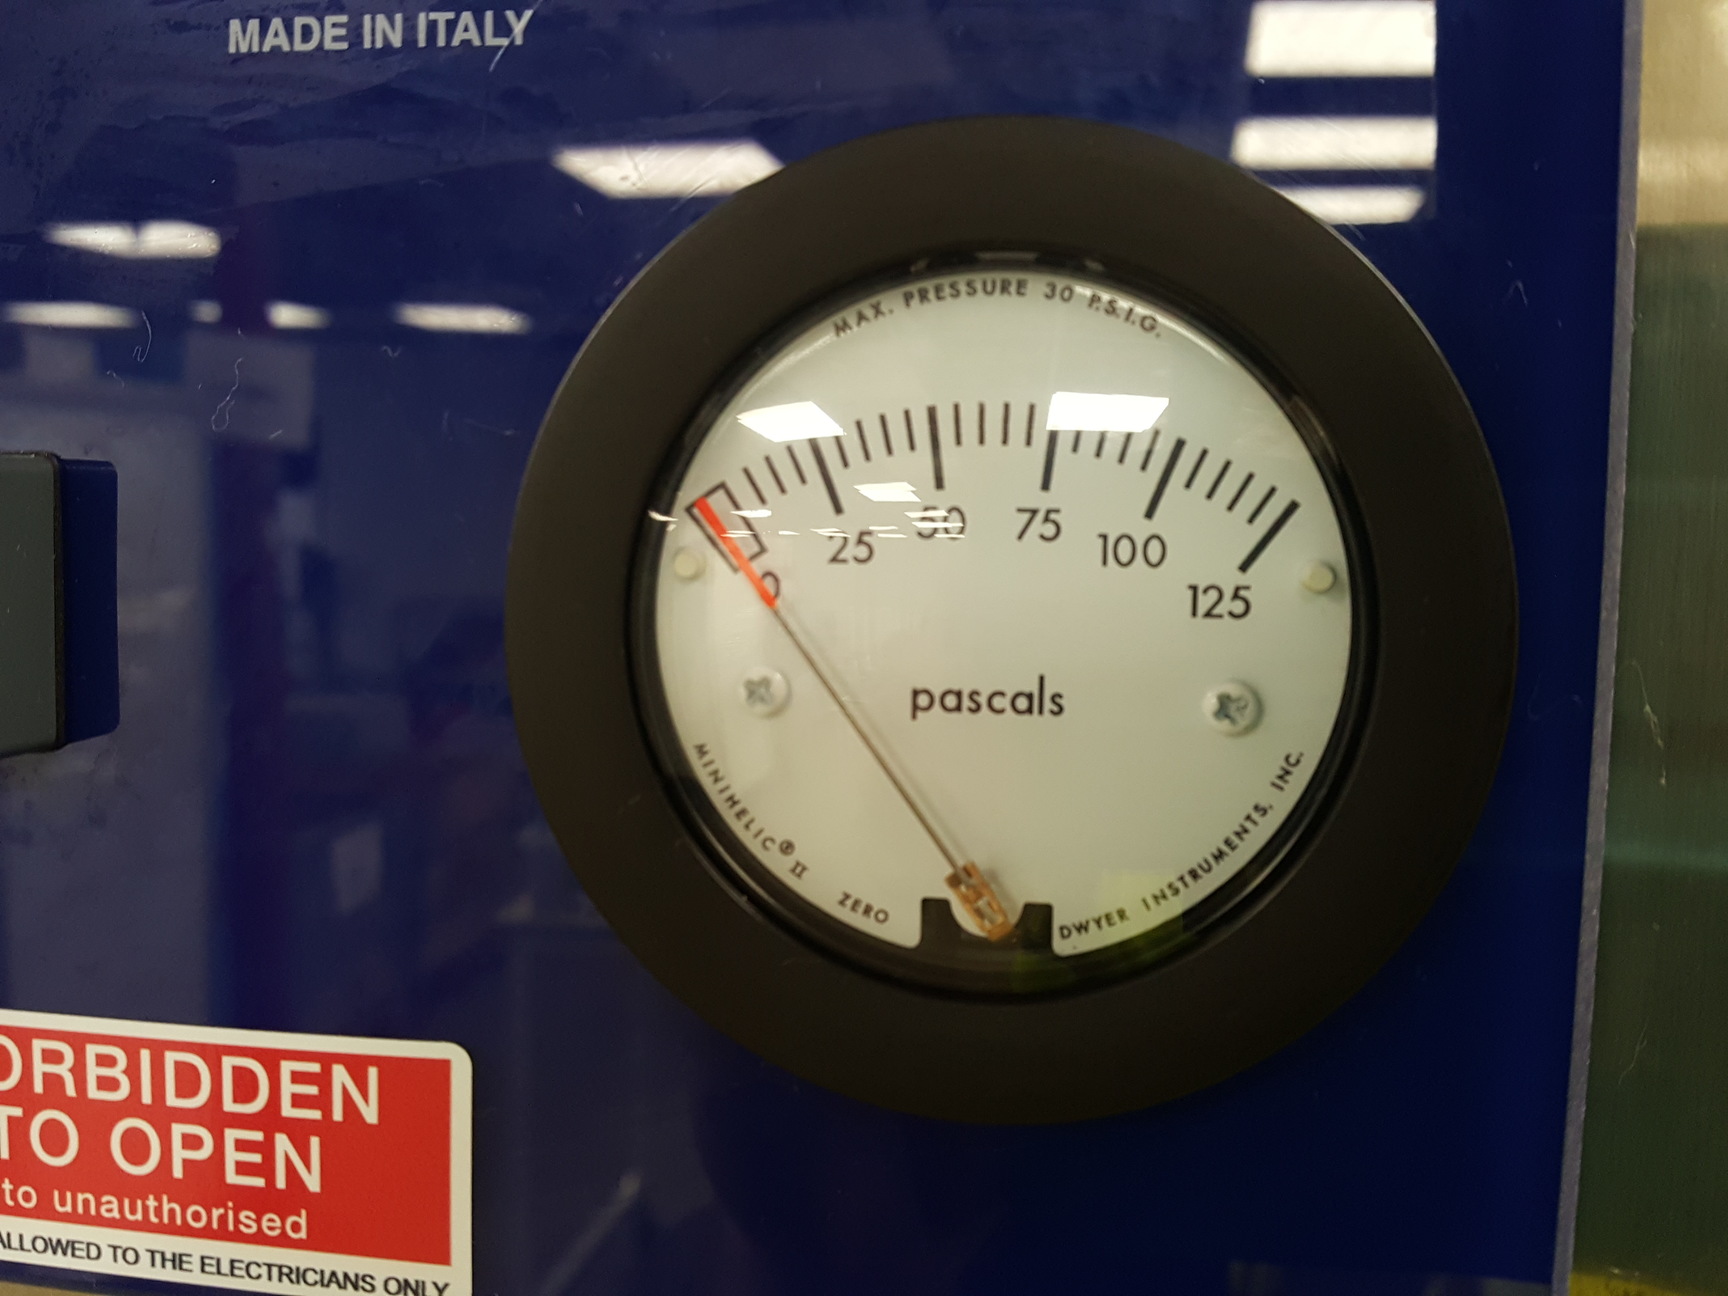 MADE IN ITALY
MAX. PRESSURE 30 P.S.I.G.
0 25 50 75 100 125
pascals
MINIHELIC® II
ZERO
DWYER INSTRUMENTS, INC.
ORBIDDEN
TO OPEN
to unauthorised
ALLOWED TO THE ELECTRICIANS ONLY